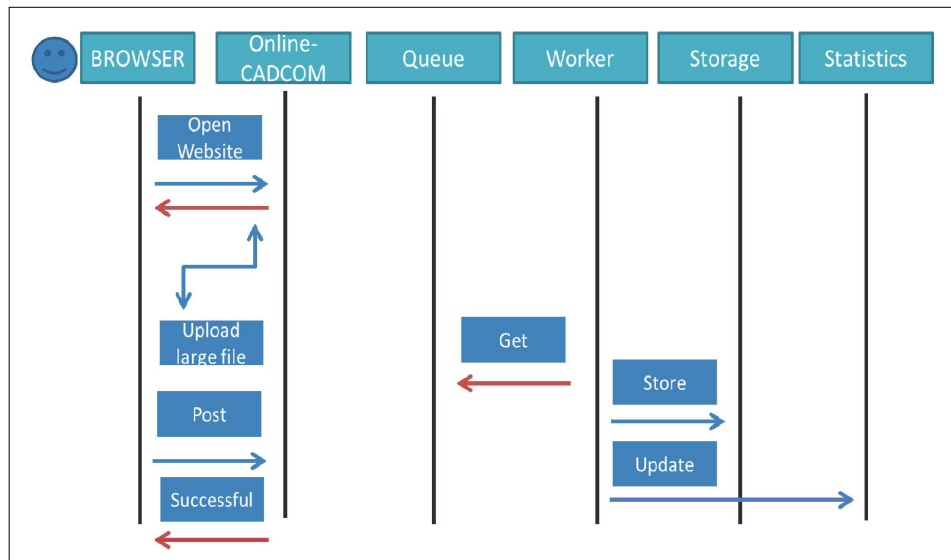 BROWSER
Online-
CADCOM
Queue
Worker
Storage
Statistics
Open
Website
Upload
large file
Get
Store
Post
Update
Successful